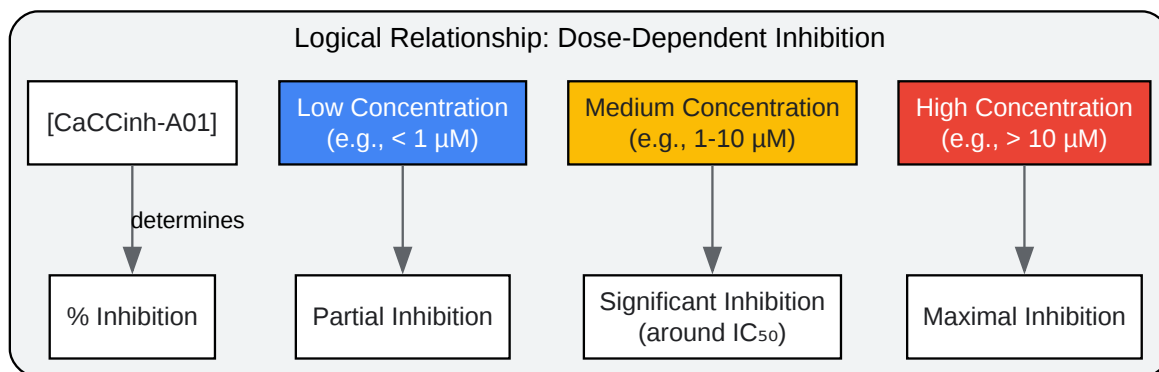 Logical Relationship: Dose-Dependent Inhibition
[CaCCinh-A01]
Low Concentration
(e.g., < 1 µM)
Medium Concentration
(e.g., 1-10 µM)
High Concentration
(e.g., > 10 µM)
determines
% Inhibition
Partial Inhibition
Significant Inhibition
(around IC₅₀)
Maximal Inhibition